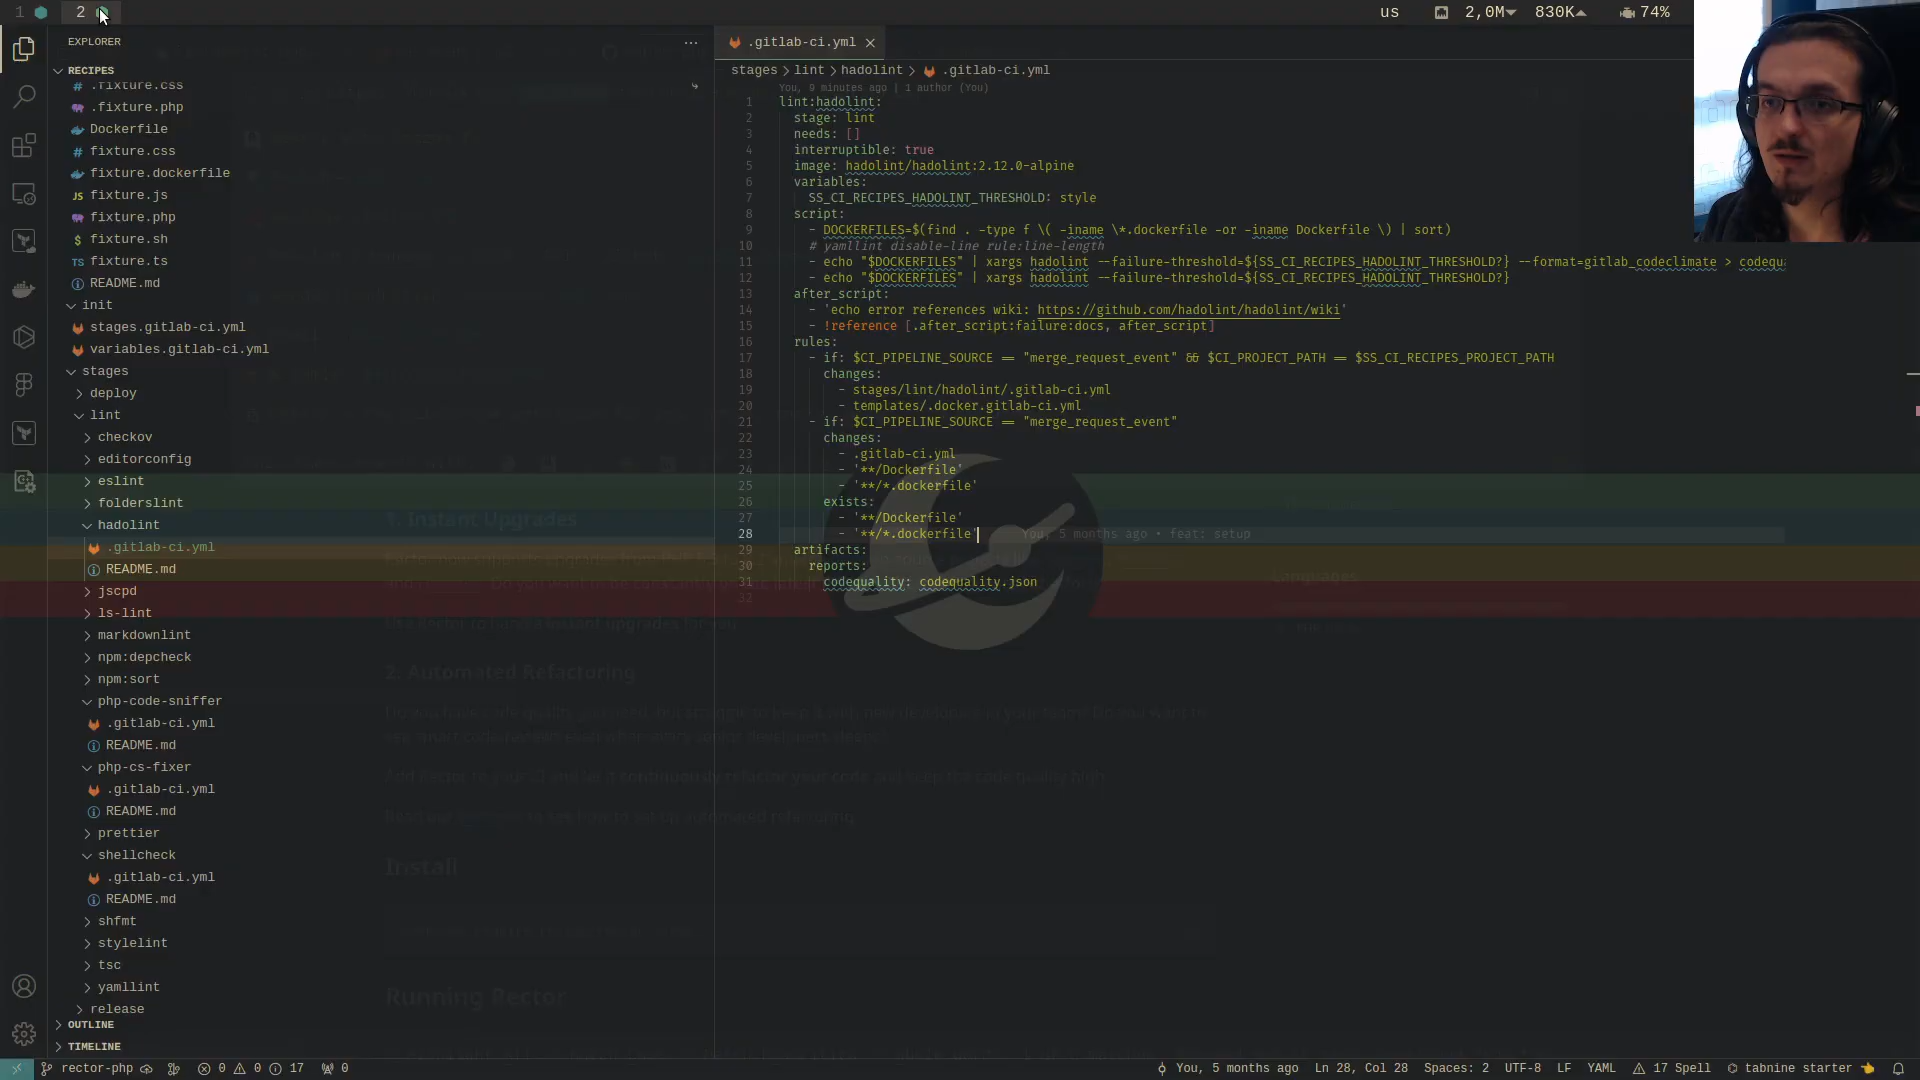 1
2
us
2,0M
830K
74%
EXPLORER
...
RECIPES
.fixture.css
.fixture.php
Dockerfile
fixture.css
fixture.dockerfile
fixture.js
fixture.php
fixture.sh
fixture.ts
README.md
init
stages.gitlab-ci.yml
variables.gitlab-ci.yml
stages
deploy
lint
checkov
editorconfig
eslint
folderslint
hadolint
.gitlab-ci.yml
README.md
jscpd
ls-lint
markdownlint
npm:depcheck
npm:sort
php-code-sniffer
.gitlab-ci.yml
README.md
php-cs-fixer
.gitlab-ci.yml
README.md
prettier
shellcheck
.gitlab-ci.yml
README.md
shfmt
stylelint
tsc
yamllint
release
OUTLINE
TIMELINE
.gitlab-ci.yml
stages > lint > hadolint > .gitlab-ci.yml
You, 9 minutes ago | 1 author (You)
1 lint:hadolint:
2 stage: lint
3 needs: []
4 interruptible: true
5 image: hadolint/hadolint:2.12.0-alpine
6 variables:
7 SS_CI_RECIPES_HADOLINT_THRESHOLD: style
8 script:
9 - DOCKERFILES=$(find . -type f \( -iname \*.dockerfile -or -iname Dockerfile \) | sort)
10 # yamllint disable-line rule:line-length
11 - echo "$DOCKERFILES" | xargs hadolint --failure-threshold=${SS_CI_RECIPES_HADOLINT_THRESHOLD?} --format=gitlab_codeclimate > codequ
12 - echo "$DOCKERFILES" | xargs hadolint --failure-threshold=${SS_CI_RECIPES_HADOLINT_THRESHOLD?}
13 after_script:
14 - 'echo error references wiki: https://github.com/hadolint/hadolint/wiki'
15 - !reference [.after_script:failure:docs, after_script]
16 rules:
17 - if: $CI_PIPELINE_SOURCE == "merge_request_event" && $CI_PROJECT_PATH == $SS_CI_RECIPES_PROJECT_PATH
18 changes:
19 - stages/lint/hadolint/.gitlab-ci.yml
20 - templates/.docker.gitlab-ci.yml
21 - if: $CI_PIPELINE_SOURCE == "merge_request_event"
22 changes:
23 - .gitlab-ci.yml
24 - '**/Dockerfile'
25 - '**/*.dockerfile'
26 exists:
27 - '**/Dockerfile'
28 - '**/*.dockerfile' You, 5 months ago • feat: setup
29 artifacts:
30 reports:
31 codequality: codequality.json
32
1. Instant Upgrades
2. Automated Refactoring
Install
Running Rector
Languages
rector-php
0 0 17
0
You, 5 months ago
Ln 28, Col 28
Spaces: 2
UTF-8
LF
YAML
17 Spell
tabnine starter